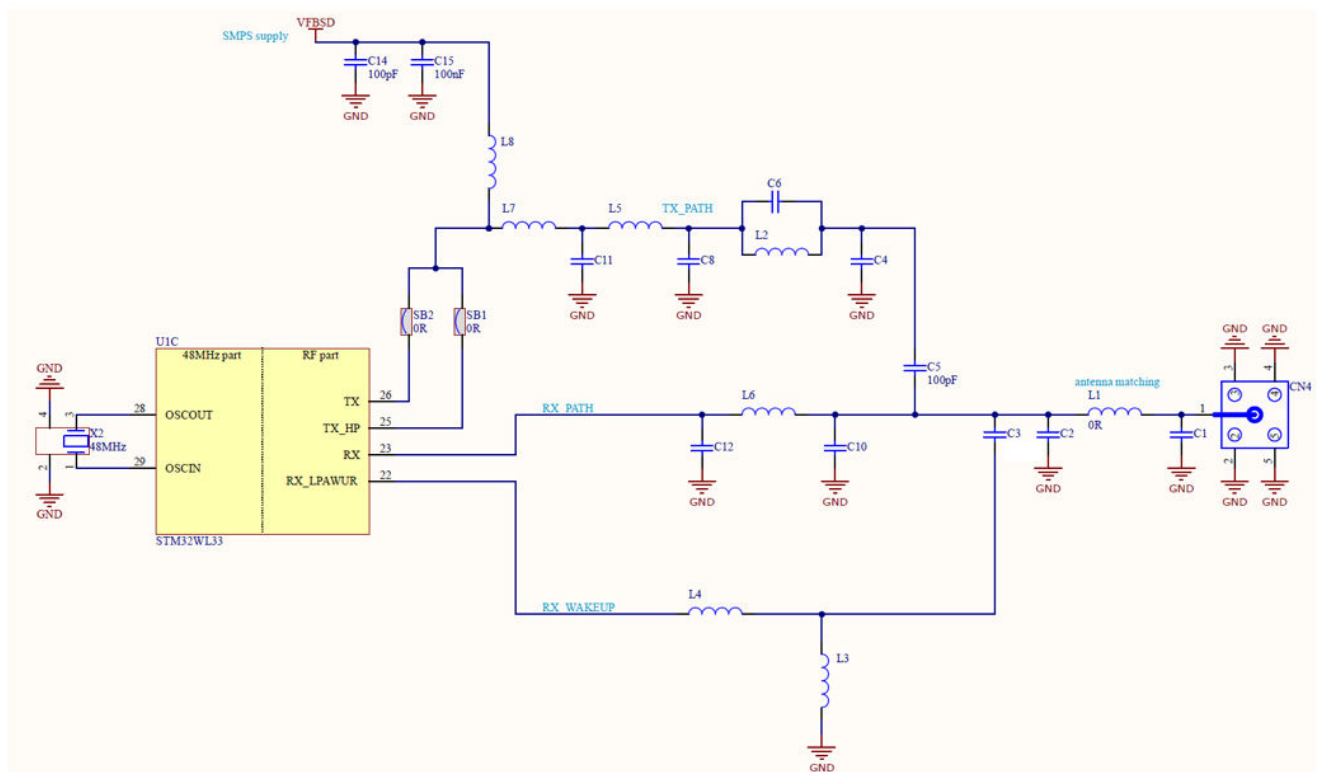 VFBSD
SMPS supply
C14
100pF
C15
100nF
GND
GND
L8
C6
L7
L5
TX_PATH
L2
C11
C8
C4
GND
GND
GND
SB2
0R
SB1
0R
U1C
48MHz part
RF part
GND
GND
GND
3
4
CN4
C5
100pF
antenna matching
L1
0R
1
3
4
2
5
2
5
GND
GND
4
3
X2
48MHz
2
1
GND
28
OSCOUT
29
OSCIN
TX
26
TX_HP
25
RX
23
RX_LPAWUR
22
STM32WL33
RX_PATH
L6
C12
C10
C3
C2
C1
GND
GND
GND
GND
RX_WAKEUP
L4
L3
GND